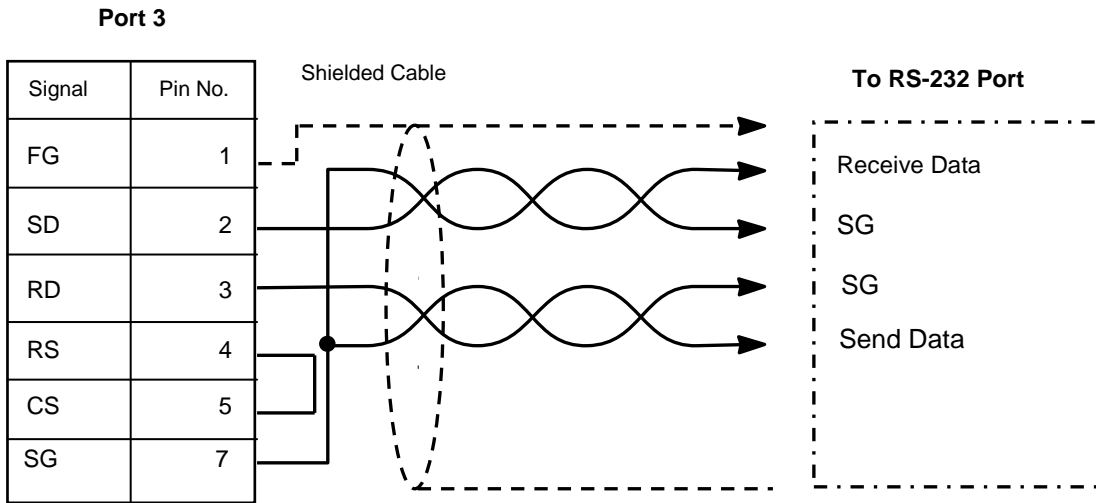 Port 3
Signal Pin No.
Shielded Cable
To RS-232 Port
FG 1
Receive Data
SD 2
SG
RD 3
SG
RS 4
Send Data
CS 5
SG 7